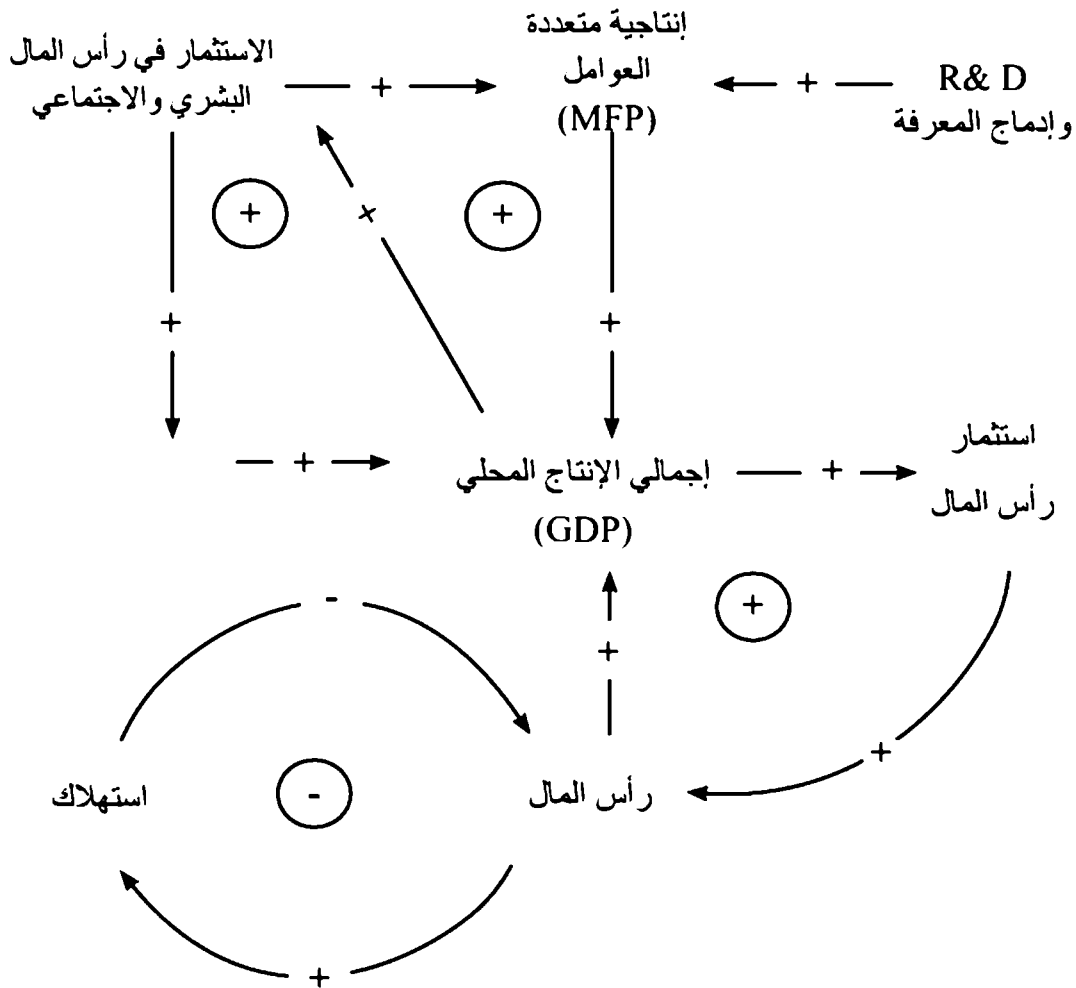 الاستثمار في رأس المال
البشري والاجتماعي
+
إنتاجية متعددة
العوامل
(MFP)
+
R& D
وإدماج المعرفة
+
+
+
+
+
+
إجمالي الإنتاج المحلي
(GDP)
+
استثمار
رأس المال
-
+
+
استهلاك
-
رأس المال
+
+